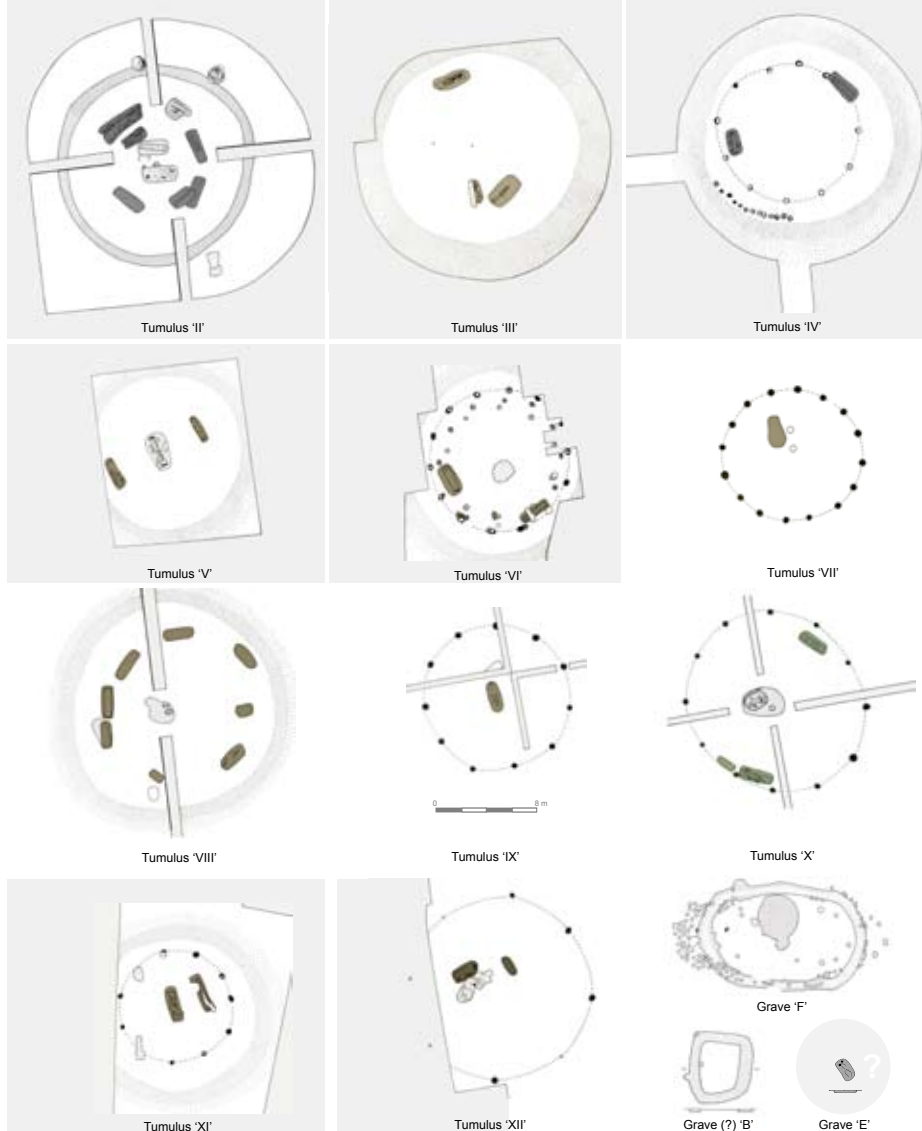 Tumulus ‘II’
Tumulus ‘III’
Tumulus ‘IV’
Tumulus ‘V’
Tumulus ‘VI’
Tumulus ‘VII’
Tumulus ‘VIII’
0 8 m
Tumulus ‘IX’
Tumulus ‘X’
Tumulus ‘XI’
Tumulus ‘XII’
Grave ‘F’
?
Grave (?) ‘B’
Grave ‘E’